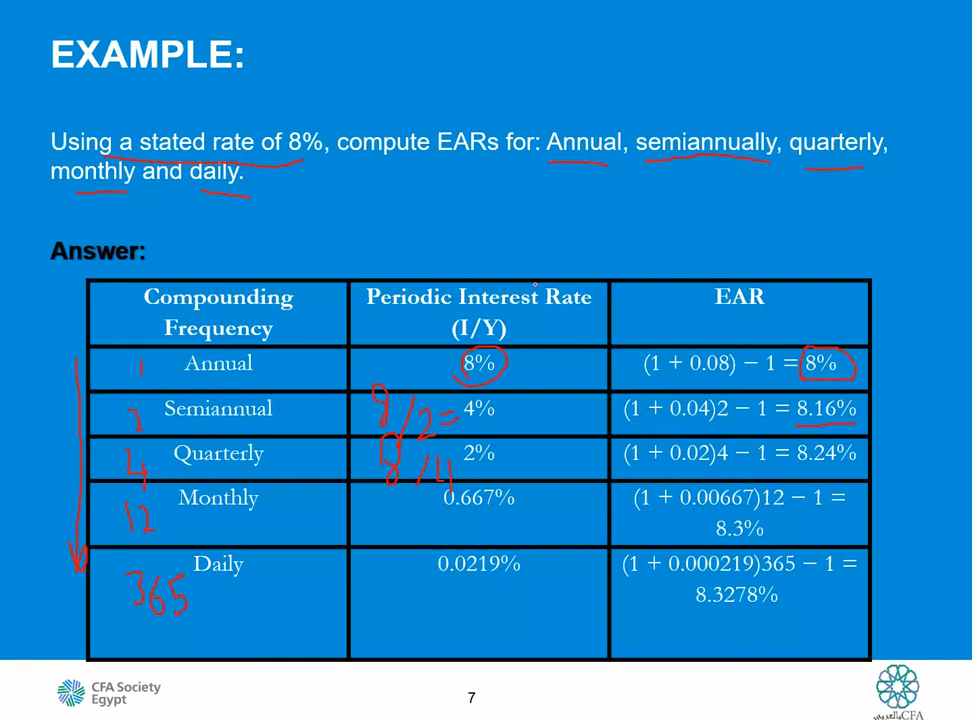 EXAMPLE:
Using a stated rate of 8%, compute EARs for: Annual, semiannually, quarterly,
monthly and daily.
Answer:
Compounding Frequency Periodic Interest Rate (I/Y) EAR
1 Annual 8% (1 + 0.08) − 1 = 8%
2 Semiannual 8/2= 4% (1 + 0.04)2 − 1 = 8.16%
4 Quarterly 8/4 2% (1 + 0.02)4 − 1 = 8.24%
12 Monthly 0.667% (1 + 0.00667)12 − 1 =
8.3%
365 Daily 0.0219% (1 + 0.000219)365 − 1 =
8.3278%
CFA Society
Egypt
7
CFA بالعربي